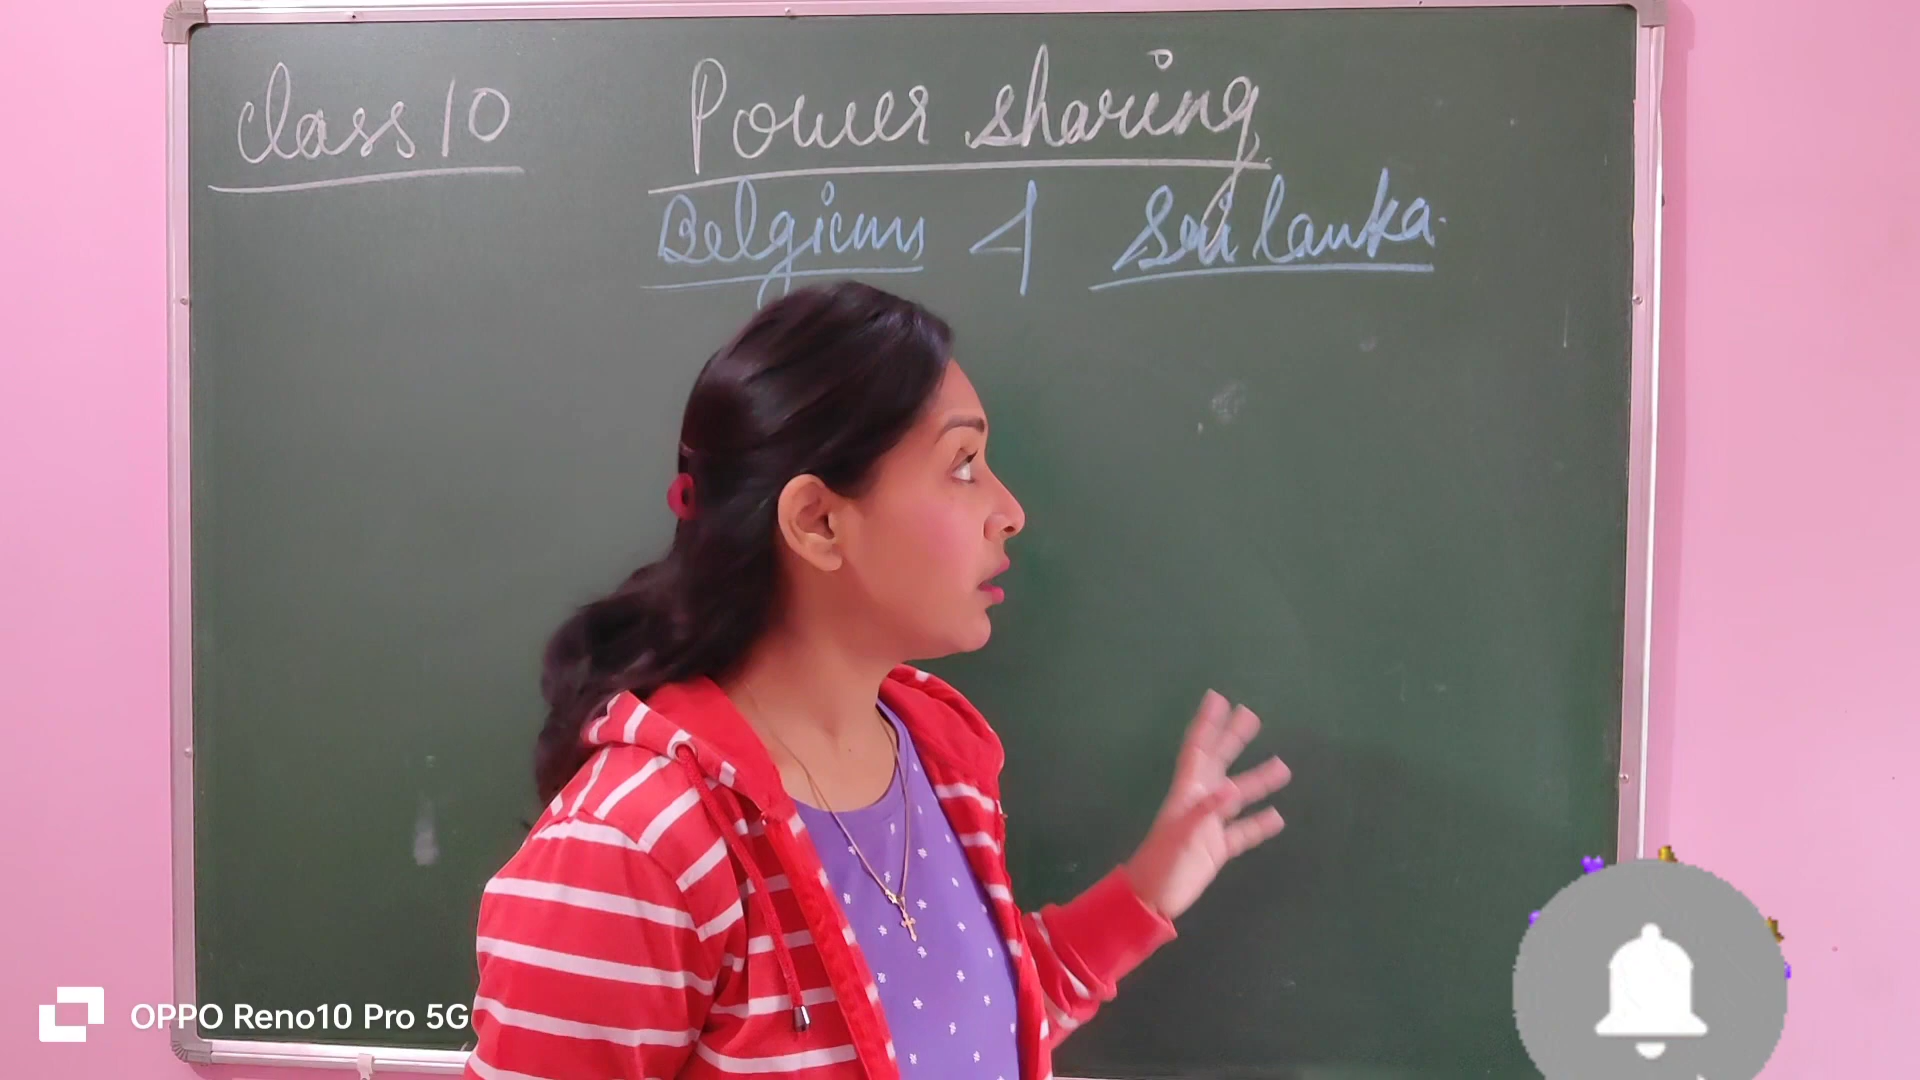 Class 10
Power sharing
Belgium & Sri lanka
OPPO Reno10 Pro 5G